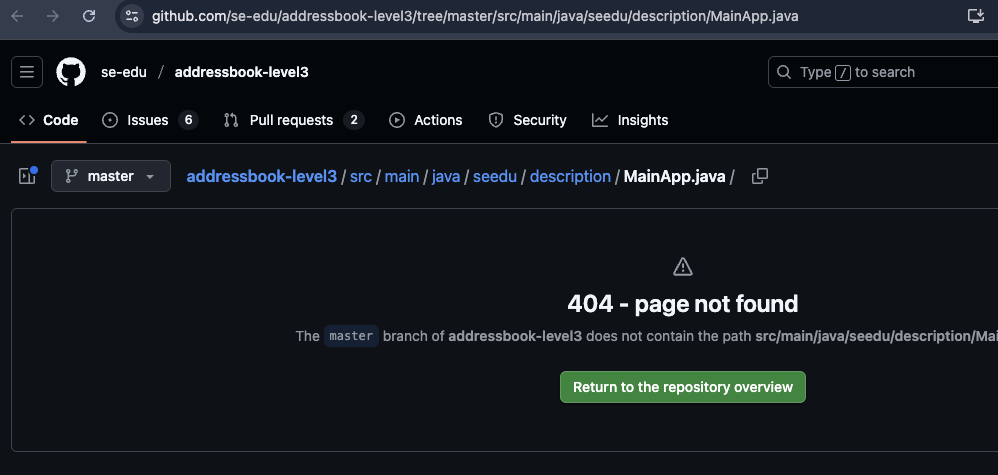 github.com/se-edu/addressbook-level3/tree/master/src/main/java/seedu/description/MainApp.java
se-edu / addressbook-level3
Type / to search
Code Issues 6 Pull requests 2 Actions Security Insights
master addressbook-level3 / src / main / java / seedu / description / MainApp.java /
404 - page not found
The master branch of addressbook-level3 does not contain the path src/main/java/seedu/description/Mai
Return to the repository overview